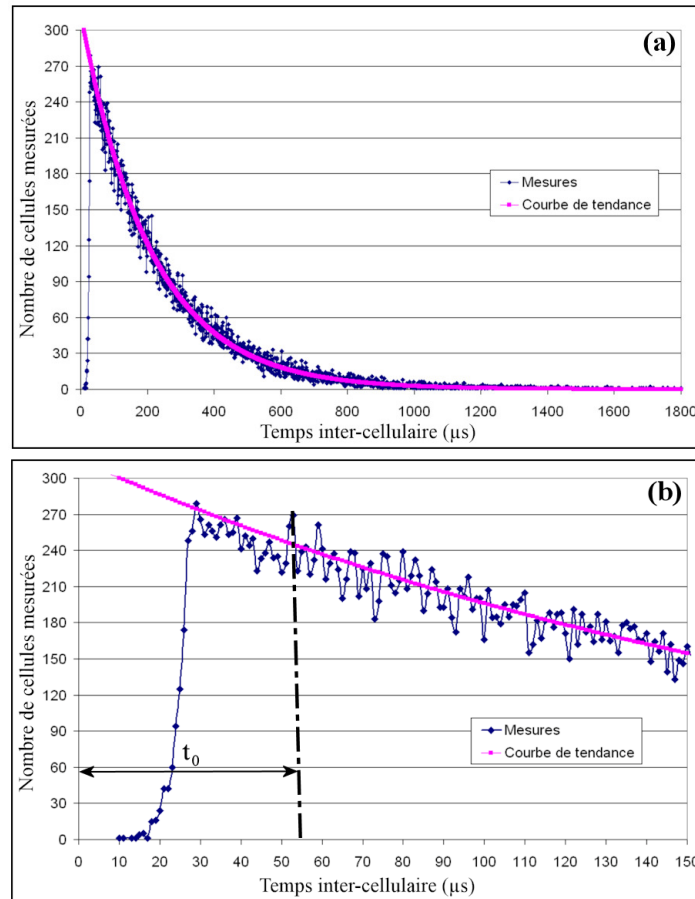 (a)
Nombre de cellules mesurées
300
270
240
210
180
150
120
90
60
30
0
Mesures
Courbe de tendance
0 200 400 600 800 1000 1200 1400 1600 1800
Temps inter-cellulaire (µs)
(b)
Nombre de cellules mesurées
300
270
240
210
180
150
120
90
60
30
0
t₀
Mesures
Courbe de tendance
0 10 20 30 40 50 60 70 80 90 100 110 120 130 140 150
Temps inter-cellulaire (µs)